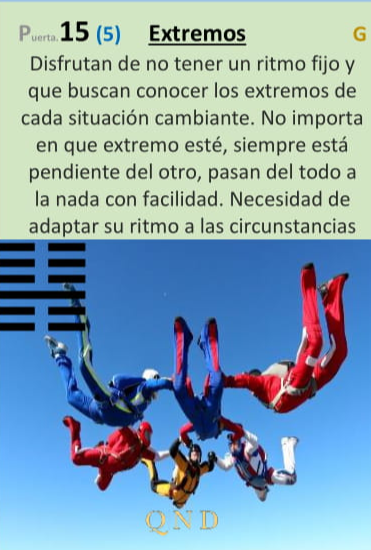 Puerta. 15 (5) Extremos G
Disfrutan de no tener un ritmo fijo y
que buscan conocer los extremos de
cada situación cambiante. No importa
en que extremo esté, siempre está
pendiente del otro, pasan del todo a
la nada con facilidad. Necesidad de
adaptar su ritmo a las circunstancias
QND